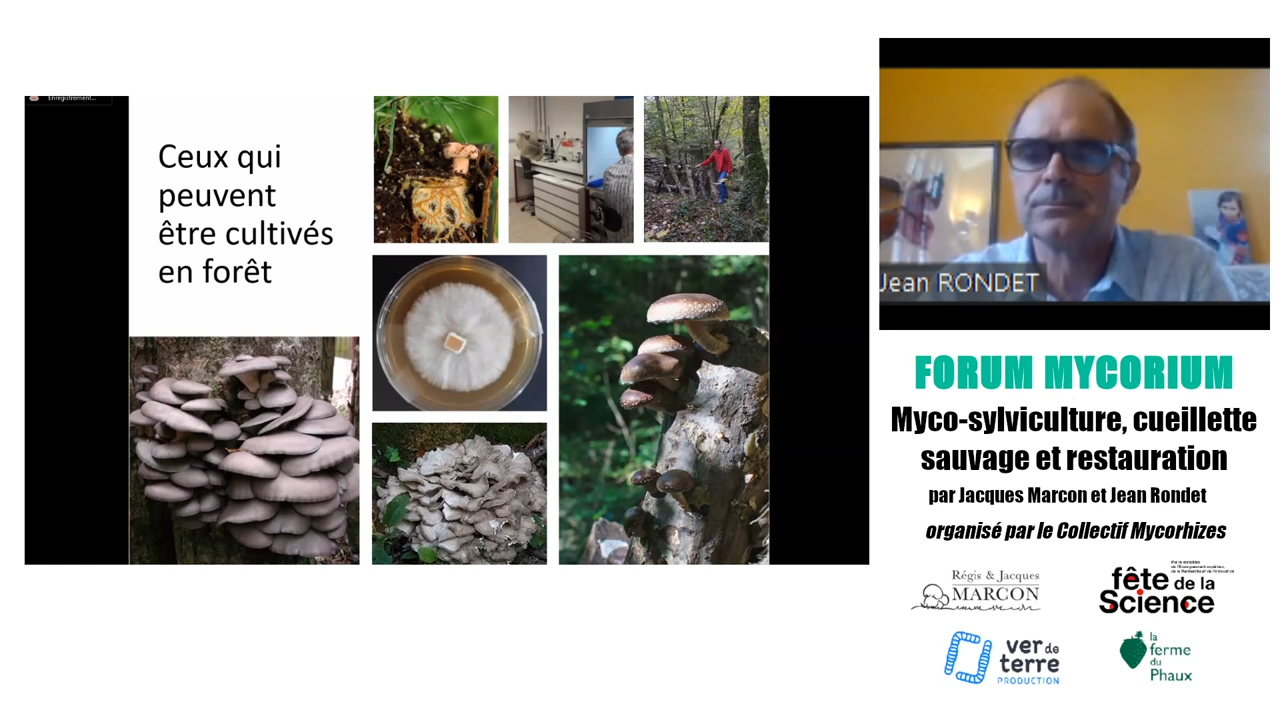 Enregistrement...
Ceux qui
peuvent
être cultivés
en forêt
Jean RONDET
FORUM MYCORIUM
Myco-sylviculture, cueillette
sauvage et restauration
par Jacques Marcon et Jean Rondet
organisé par le Collectif Mycorhizes
Régis & Jacques
MARCON
fête de la
Science
ver de
terre
PRODUCTION
la
ferme
du
Phaux